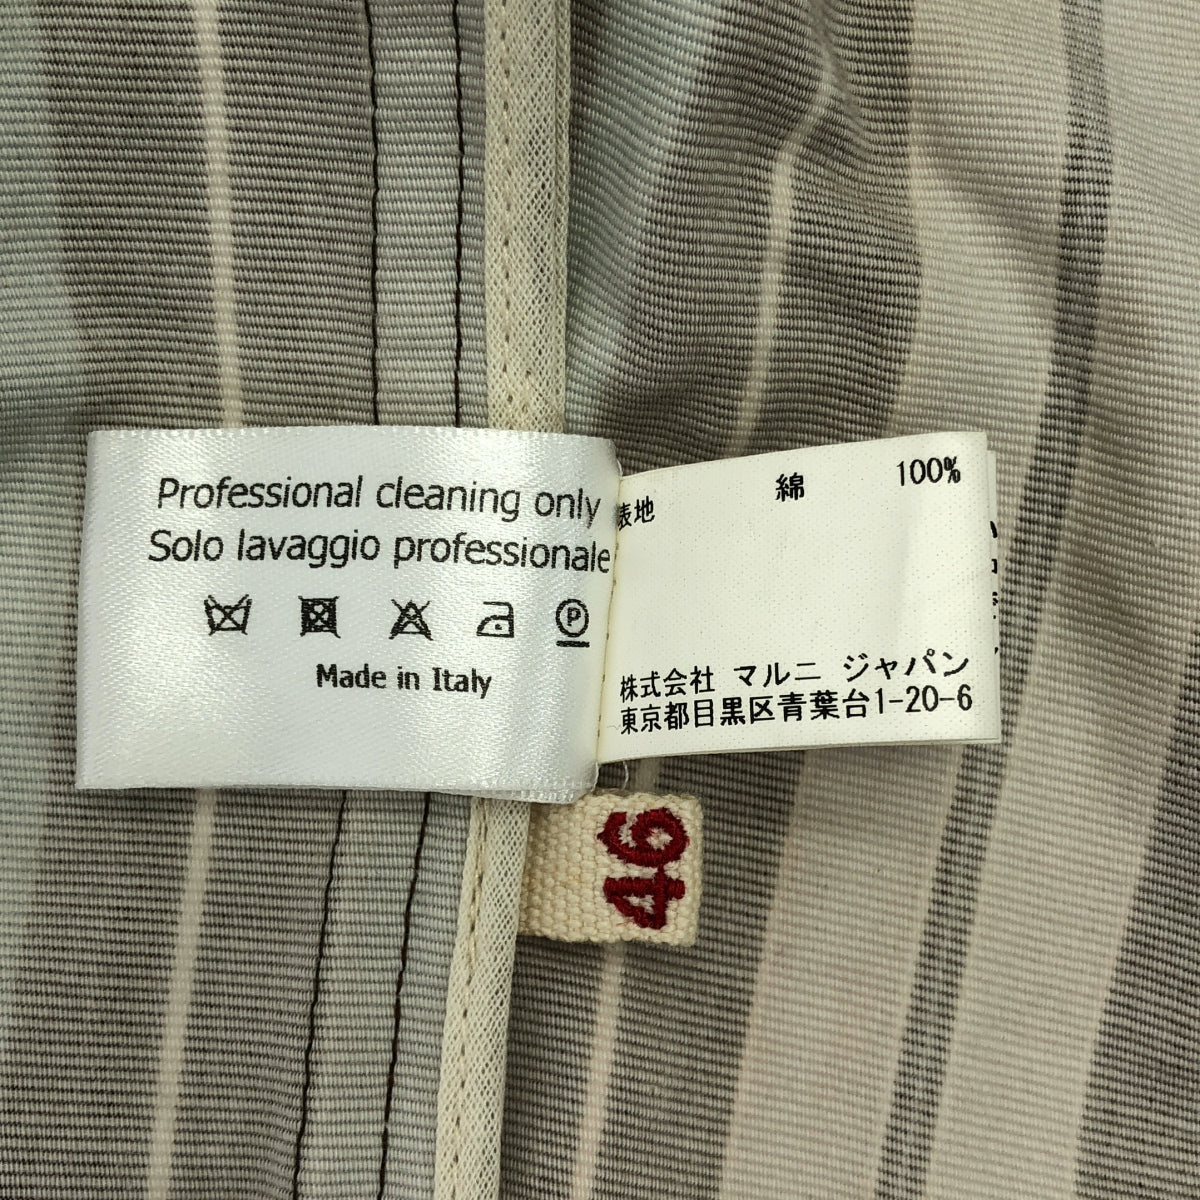 Professional cleaning only
Solo lavaggio professionale
P
Made in Italy
表地 綿 100%
株式会社 マルニ ジャパン
東京都目黒区青葉台1-20-6
46